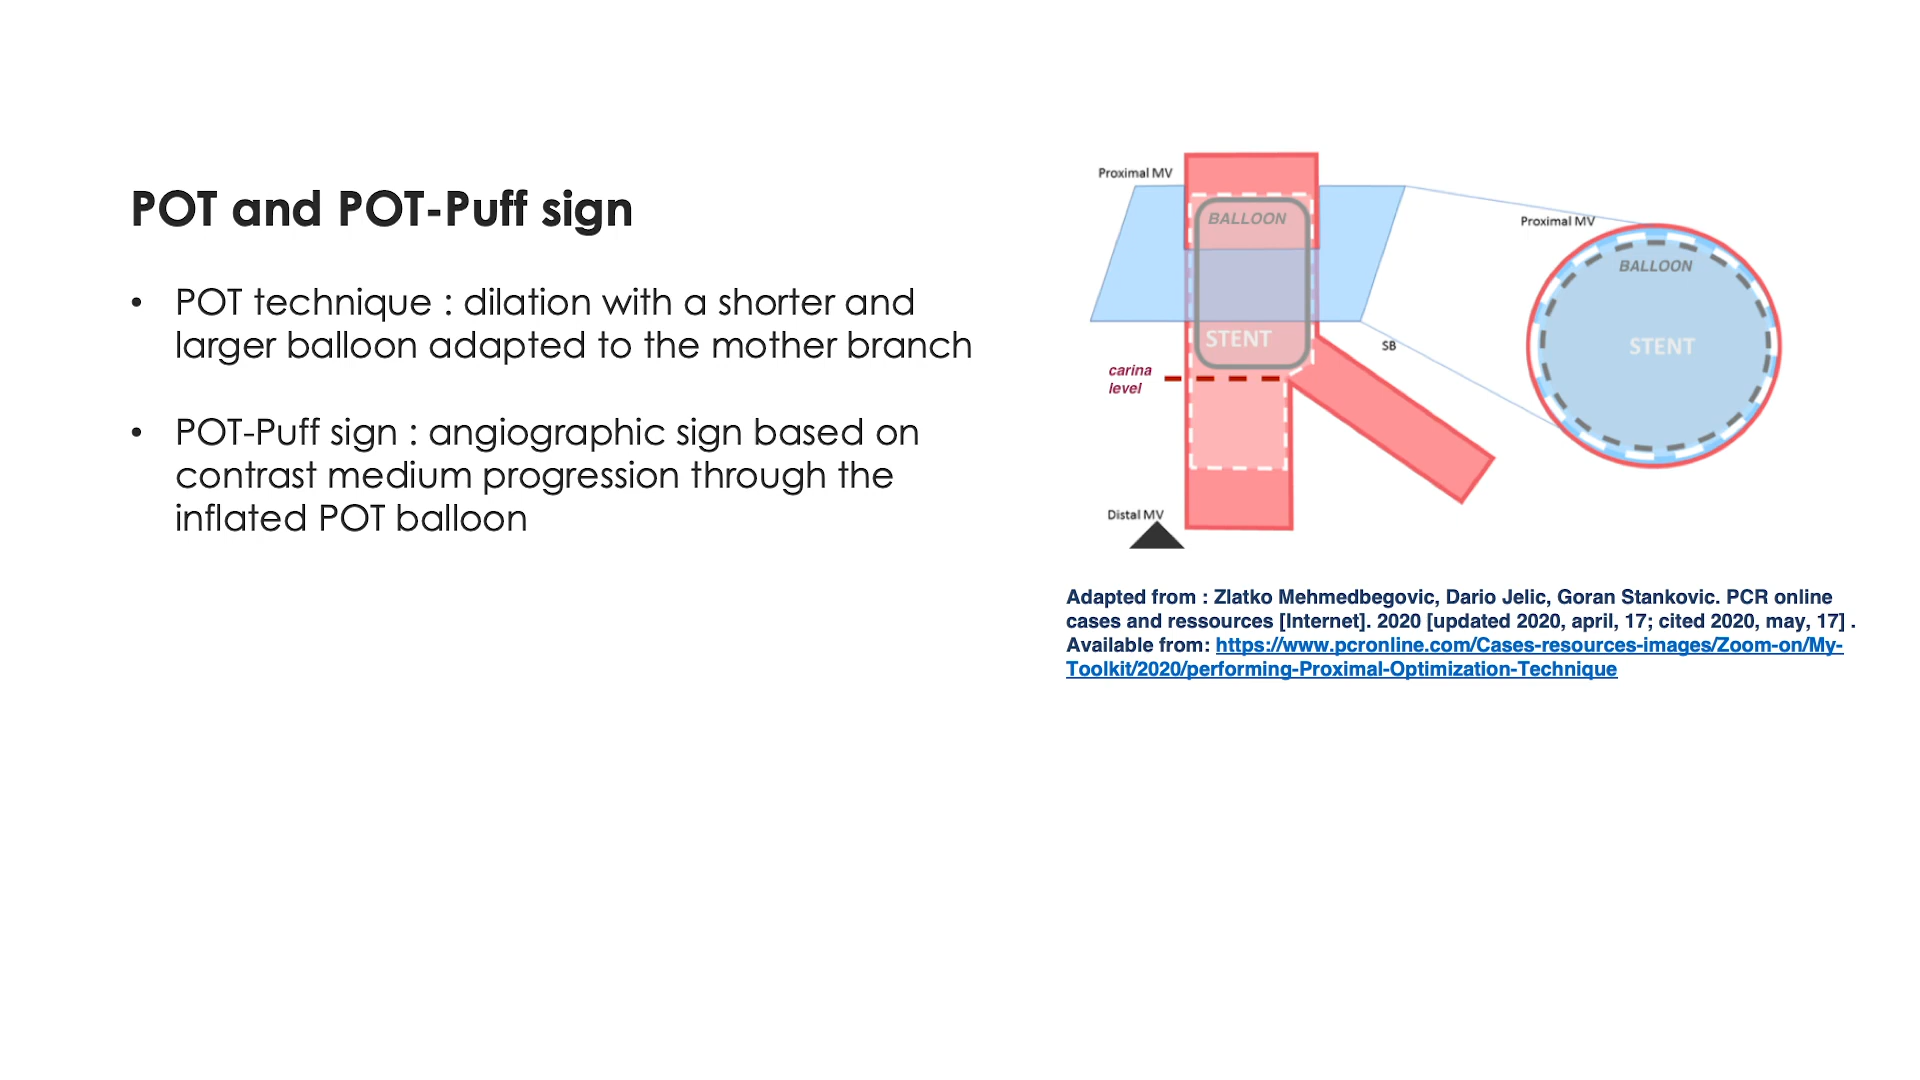 POT and POT-Puff sign
• POT technique : dilation with a shorter and
larger balloon adapted to the mother branch
• POT-Puff sign : angiographic sign based on
contrast medium progression through the
inflated POT balloon
Proximal MV
BALLOON
STENT
SB
carina
level
Distal MV
Proximal MV
BALLOON
STENT
Adapted from : Zlatko Mehmedbegovic, Dario Jelic, Goran Stankovic. PCR online
cases and ressources [Internet]. 2020 [updated 2020, april, 17; cited 2020, may, 17] .
Available from: https://www.pcronline.com/Cases-resources-images/Zoom-on/My-
Toolkit/2020/performing-Proximal-Optimization-Technique